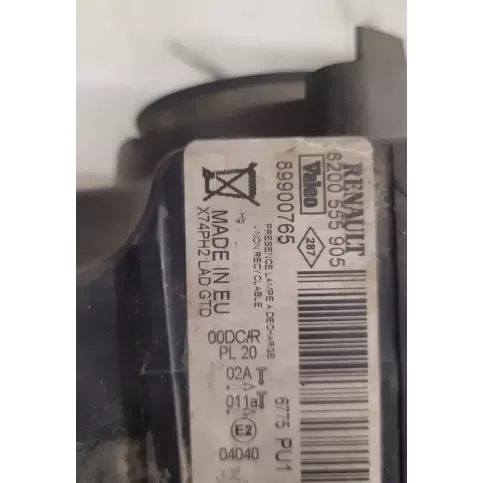 RENAULT
8200 555 905
Valeo
287
89900765
PRESENCE LAMPE A DECHARGE
- NON RECYCLABLE
Hg
MADE IN EU
X74PH2 LAD GTD
6775 PU1
00DC/R
PL 20
02A
011a
E2
04040